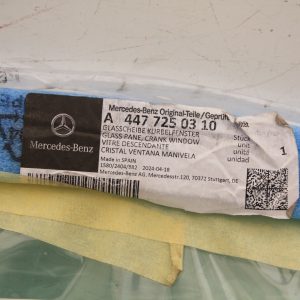 Mercedes-Benz Original-Teile/Geprüft
A 447 725 03 10
GLASSCHEIBE KURBELFENSTER
GLASS PANE, CRANK WINDOW
VITRE DESCENDANTE
CRISTAL VENTANA MANIVELA
Stück
unit
unité
unidad
1
Mercedes-Benz
Made in SPAIN
2024-04-18
Mercedes-Benz AG, Mercedesstr. 120, 70372 Stuttgart, DE